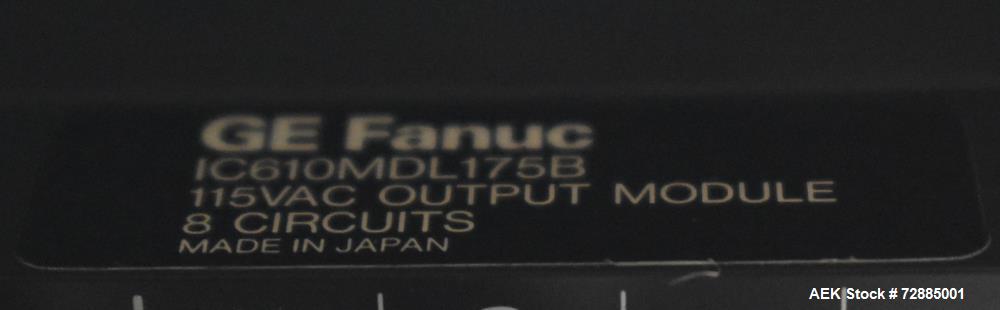 GE Fanuc
IC610MDL175B
115VAC OUTPUT MODULE
8 CIRCUITS
MADE IN JAPAN
AEK Stock # 72885001